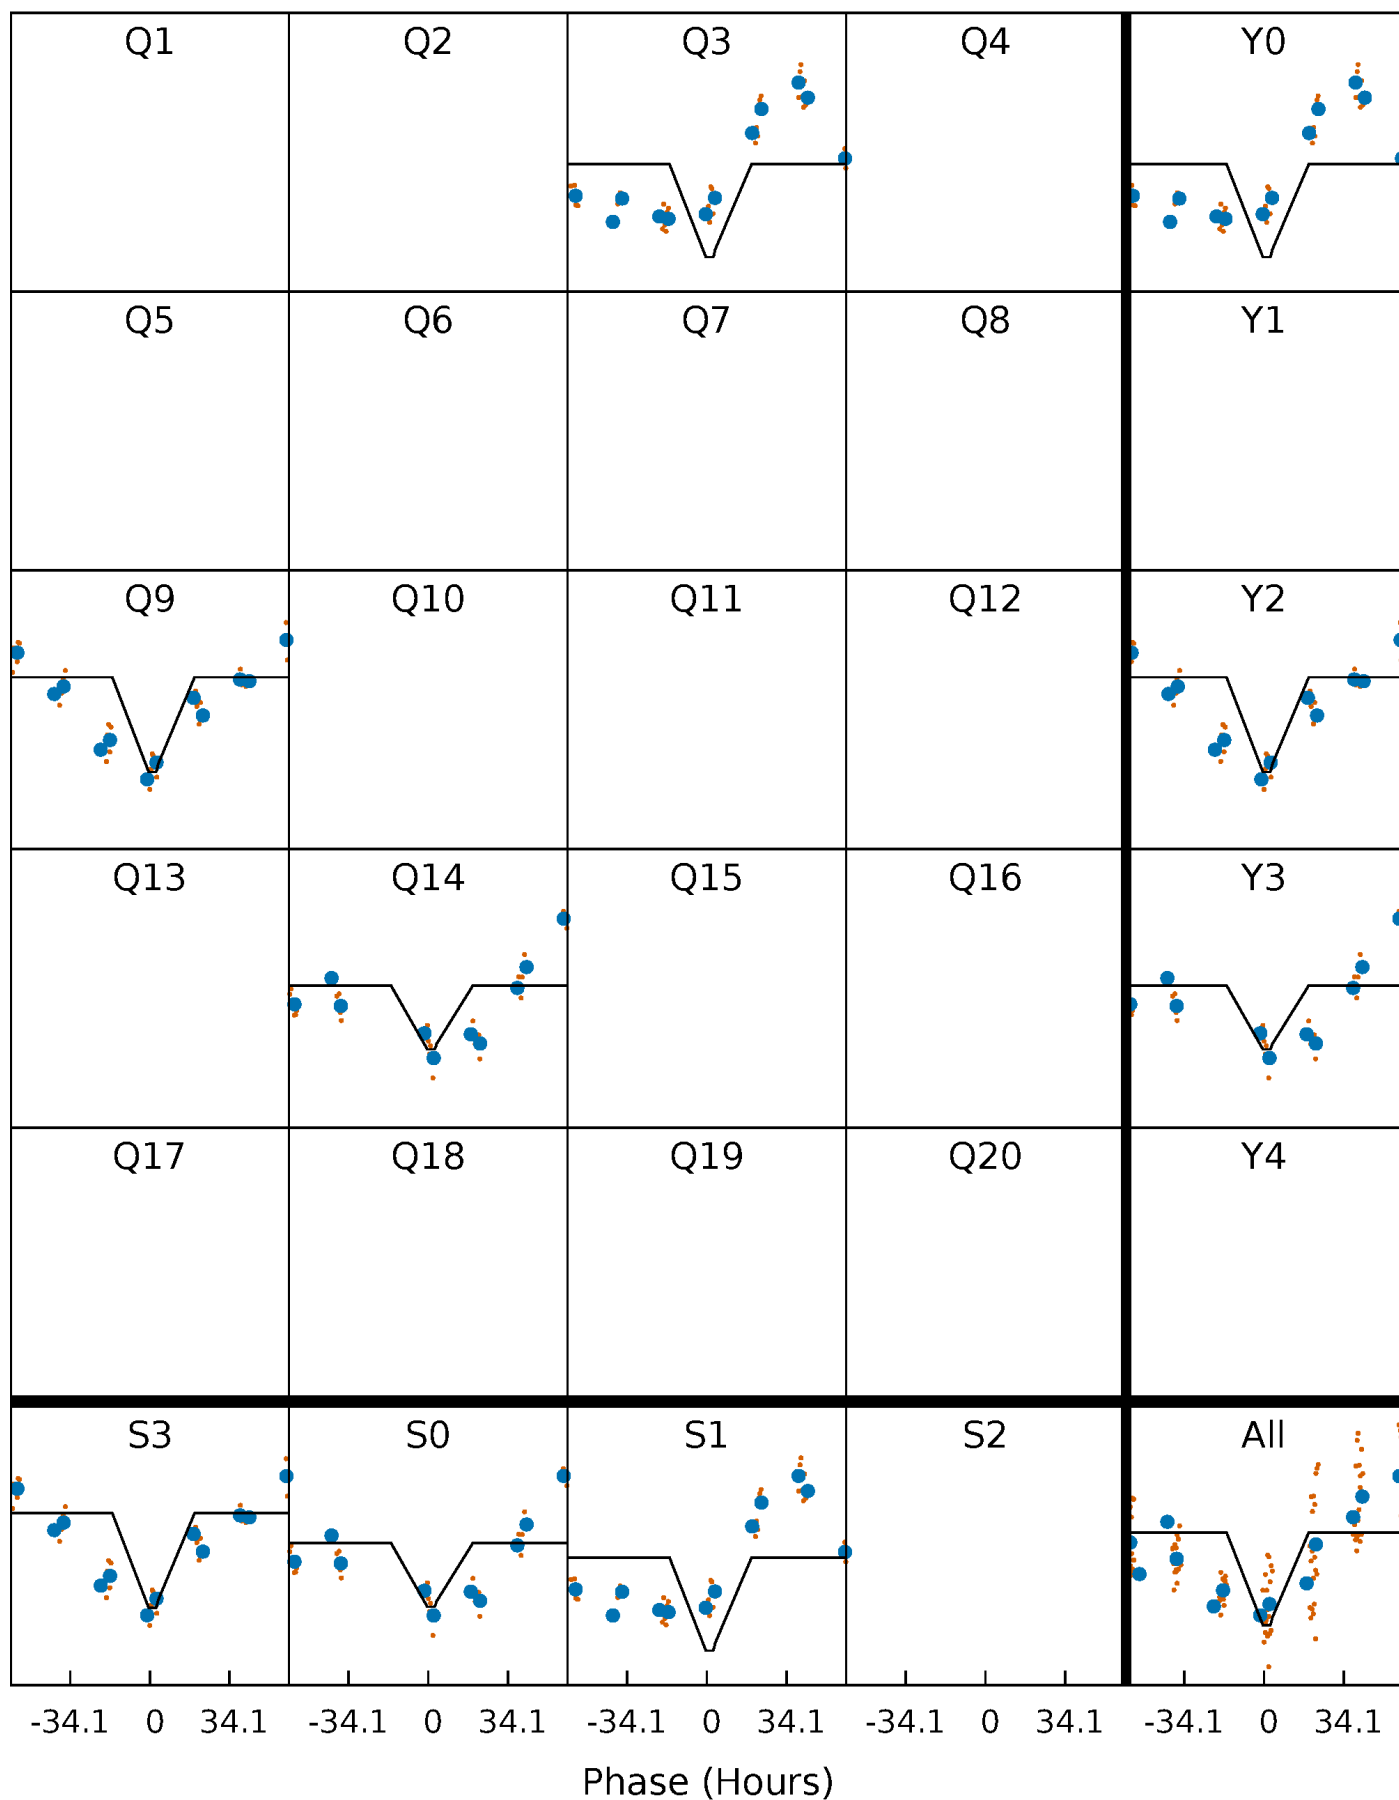 Q1 Q2 Q3 Q4 Y0
Q5 Q6 Q7 Q8 Y1
Q9 Q10 Q11 Q12 Y2
Q13 Q14 Q15 Q16 Y3
Q17 Q18 Q19 Q20 Y4
S3 S0 S1 S2 All
-34.1 0 34.1 -34.1 0 34.1 -34.1 0 34.1 -34.1 0 34.1 -34.1 0 34.1
Phase (Hours)